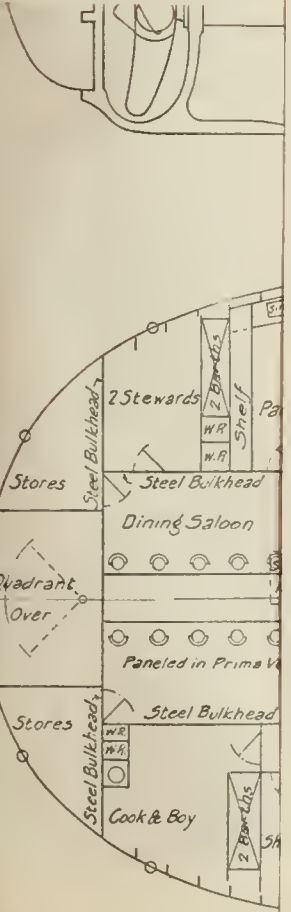 2 Stewards
2 Berths
W.R
W.R
Shelf
Steel Bulkhead
Steel Bulkhead
Stores
Dining Saloon
Quadrant
Over
Paneled in Prima
Steel Bulkhead
Stores
Steel Bulkhead
W.R.
W.R.
Cook & Boy
2 Berths